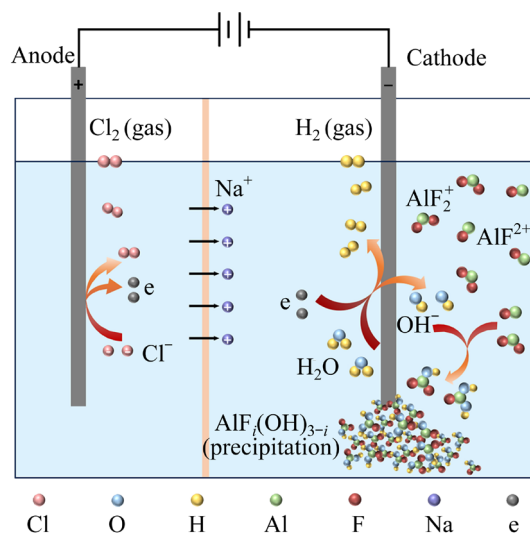 Anode
Cathode
+
−
Cl₂ (gas)
H₂ (gas)
Na⁺
AlF₂⁺
AlF²⁺
e
e
OH⁻
Cl⁻
H₂O
AlFᵢ(OH)₃₋ᵢ
(precipitation)
Cl O H Al F Na e